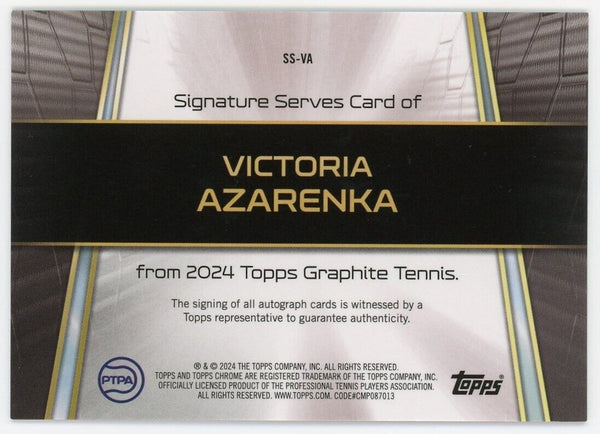 SS-VA
Signature Serves Card of
VICTORIA
AZARENKA
from 2024 Topps Graphite Tennis.
The signing of all autograph cards is witnessed by a
Topps representative to guarantee authenticity.
PTPA
® & © 2024 THE TOPPS COMPANY, INC. ALL RIGHTS RESERVED.
TOPPS AND TOPPS CHROME ARE REGISTERED TRADEMARK OF THE TOPPS COMPANY, INC.
OFFICIALLY LICENSED PRODUCT OF THE PROFESSIONAL TENNIS PLAYERS ASSOCIATION.
ALL RIGHTS RESERVED. WWW.TOPPS.COM. CODE#CMP087013
Topps®